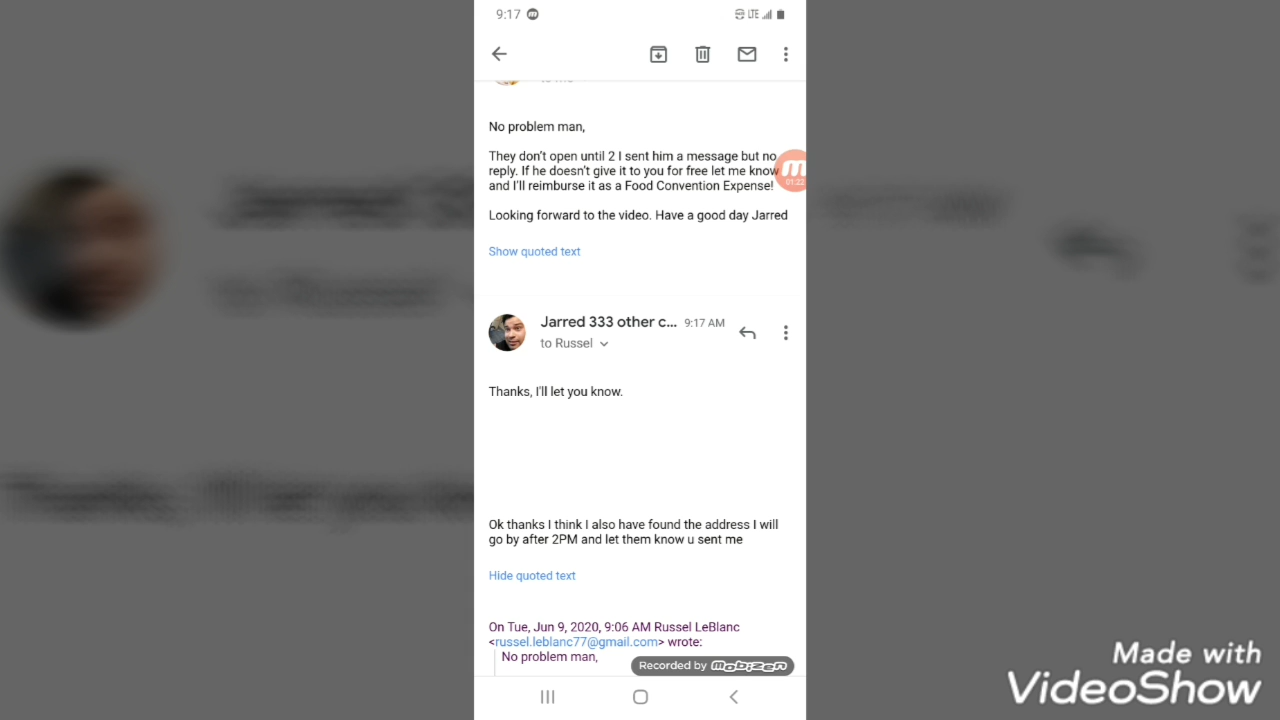 9:17
LTE
No problem man,
They don't open until 2 I sent him a message but no
reply. If he doesn't give it to you for free let me know
and I'll reimburse it as a Food Convention Expense!
01:22
Looking forward to the video. Have a good day Jarred
Show quoted text
Jarred 333 other c... 9:17 AM
to Russel
Thanks, I'll let you know.
Ok thanks I think I also have found the address I will
go by after 2PM and let them know u sent me
Hide quoted text
On Tue, Jun 9, 2020, 9:06 AM Russel LeBlanc
<russel.leblanc77@gmail.com> wrote:
No problem man,
Recorded by mobizen
Made with
VideoShow